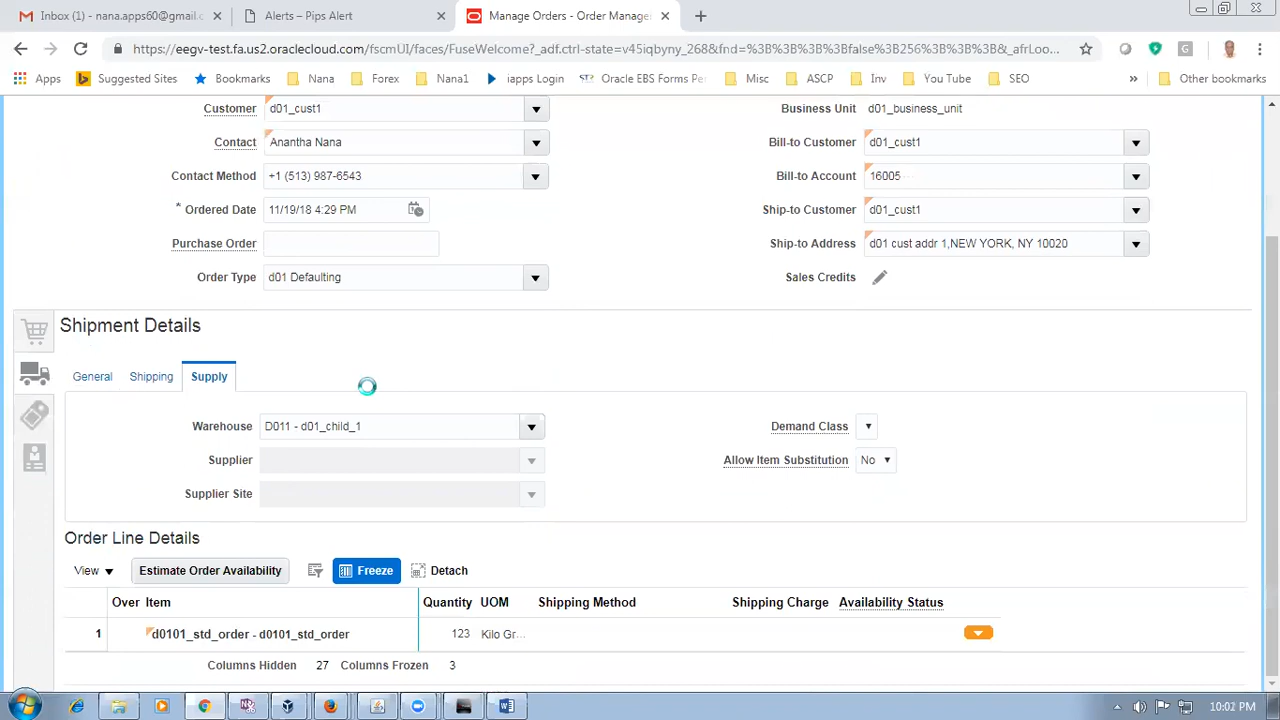 Inbox (1) - nana.apps60@gmail.c
Alerts – Pips Alert
Manage Orders - Order Manage
https://eegv-test.fa.us2.oraclecloud.com/fscmUI/faces/FuseWelcome?_adf.ctrl-state=v45iqbyny_268&fnd=%3B%3B%3B%3Bfalse%3B256%3B%3B%3B&_afrLoo...
Apps Suggested Sites Bookmarks Nana Forex Nana1 iapps Login Oracle EBS Forms Pe Misc ASCP Inv You Tube SEO » Other bookmarks
Customer d01_cust1 Business Unit d01_business_unit
Contact Anantha Nana Bill-to Customer d01_cust1
Contact Method +1 (513) 987-6543 Bill-to Account 16005
* Ordered Date 11/19/18 4:29 PM Ship-to Customer d01_cust1
Purchase Order Ship-to Address d01 cust addr 1,NEW YORK, NY 10020
Order Type d01 Defaulting Sales Credits
Shipment Details
General Shipping Supply
Warehouse D011 - d01_child_1 Demand Class
Supplier Allow Item Substitution No
Supplier Site
Order Line Details
View Estimate Order Availability Freeze Detach
Over Item Quantity UOM Shipping Method Shipping Charge Availability Status
1 d0101_std_order - d0101_std_order 123 Kilo Gr...
Columns Hidden 27 Columns Frozen 3
10:02 PM